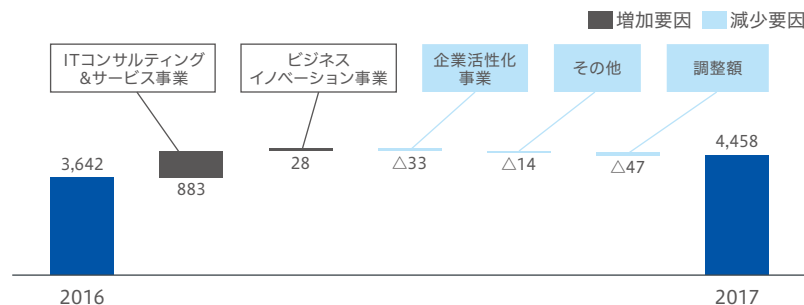 増加要因 減少要因
ITコンサルティング
&サービス事業
ビジネス
イノベーション事業
企業活性化
事業
その他
調整額
3,642
883
28
△33
△14
△47
4,458
2016
2017